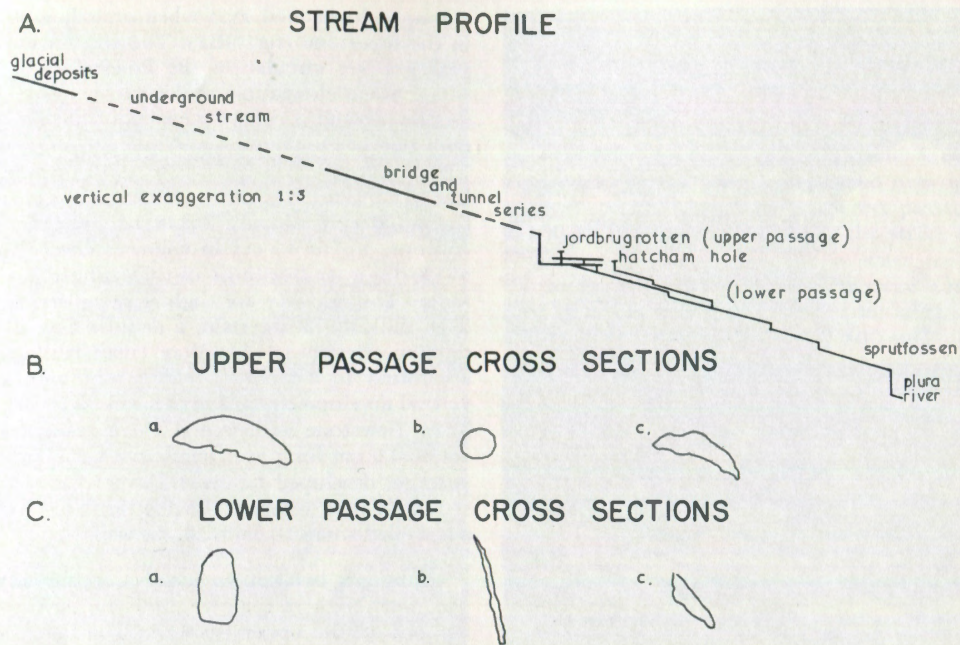 A. STREAM PROFILE
glacial
deposits
underground
stream
vertical exaggeration 1:3
bridge
and
tunnel
series
jordbrugrotten (upper passage)
hatcham hole
(lower passage)
sprutfossen
plura
river
B. UPPER PASSAGE CROSS SECTIONS
a. b. c.
C. LOWER PASSAGE CROSS SECTIONS
a. b. c.